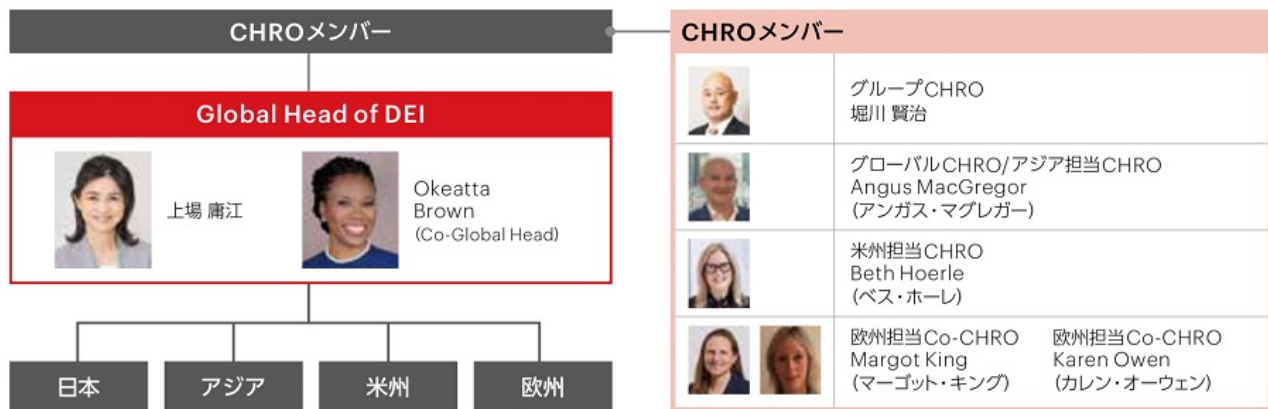 CHROメンバー
Global Head of DEI
上場 庸江
Okeatta
Brown
(Co-Global Head)
日本
アジア
米州
欧州
CHROメンバー
グループCHRO
堀川 賢治
グローバルCHRO/アジア担当CHRO
Angus MacGregor
(アンガス・マグレガー)
米州担当CHRO
Beth Hoerle
(ベス・ホーレ)
欧州担当Co-CHRO
Margot King
(マーゴット・キング)
欧州担当Co-CHRO
Karen Owen
(カレン・オーウェン)